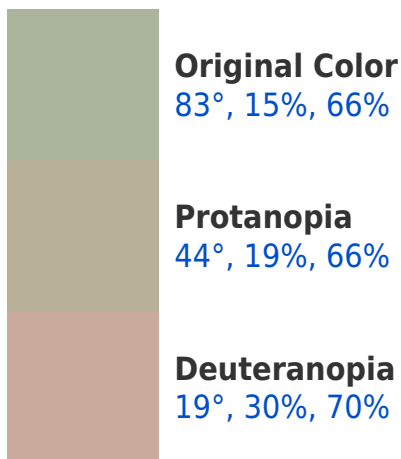 Original Color
83°, 15%, 66%
Protanopia
44°, 19%, 66%
Deuteranopia
19°, 30%, 70%